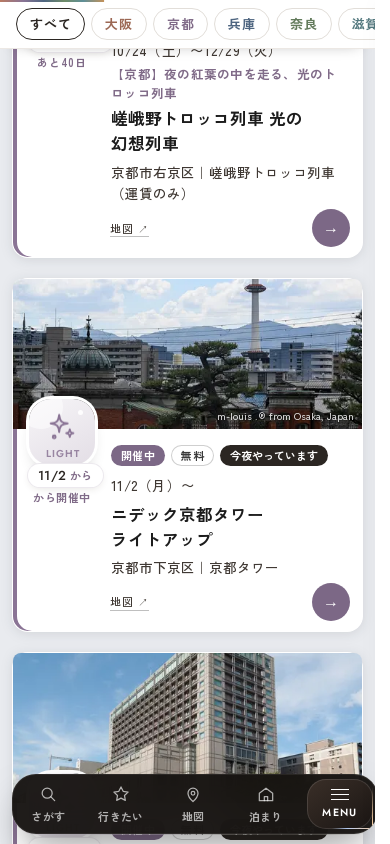 すべて
大阪
京都
兵庫
奈良
滋賀
10/24（土）〜12/29（火）
あと40日
【京都】夜の紅葉の中を走る、光のト
ロッコ列車
嵯峨野トロッコ列車 光の
幻想列車
京都市右京区｜嵯峨野トロッコ列車
（運賃のみ）
地図 ↗
→
m-louis .® from Osaka, Japan
LIGHT
11/2 から
から開催中
開催中
無料
今夜やっています
11/2（月）〜
ニデック京都タワー
ライトアップ
京都市下京区｜京都タワー
地図 ↗
→
さがす
行きたい
地図
泊まり
MENU